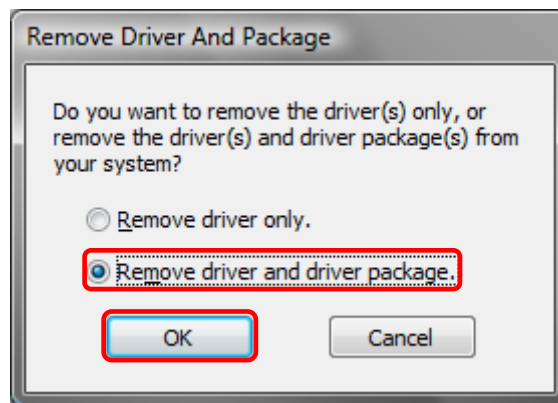 Remove Driver And Package
Do you want to remove the driver(s) only, or
remove the driver(s) and driver package(s) from
your system?
Remove driver only.
Remove driver and driver package.
OK Cancel